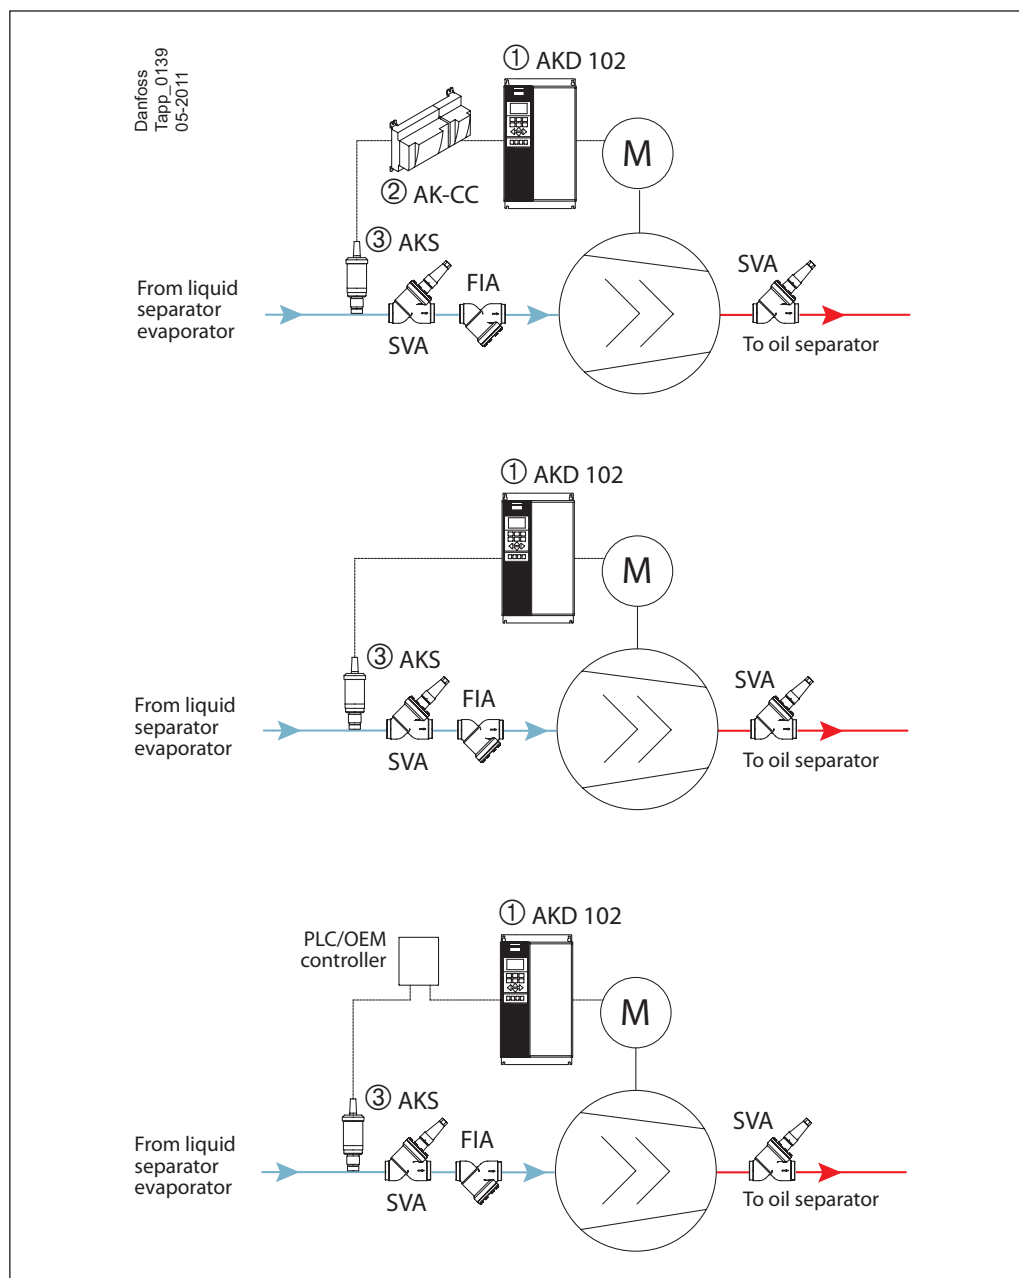 Danfoss
Tapp_0139
05-2011
① AKD 102
M
② AK-CC
③ AKS
SVA
FIA
From liquid
separator
evaporator
SVA
To oil separator
① AKD 102
M
③ AKS
SVA
FIA
From liquid
separator
evaporator
SVA
To oil separator
① AKD 102
PLC/OEM
controller
M
③ AKS
SVA
FIA
From liquid
separator
evaporator
SVA
To oil separator